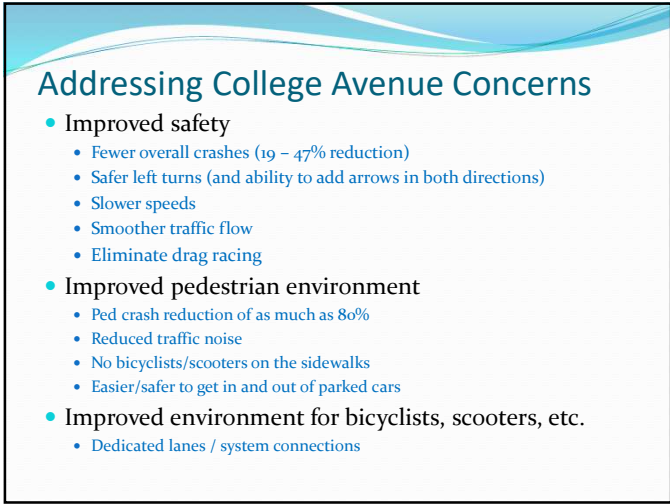 Addressing College Avenue Concerns
• Improved safety
• Fewer overall crashes (19 – 47% reduction)
• Safer left turns (and ability to add arrows in both directions)
• Slower speeds
• Smoother traffic flow
• Eliminate drag racing
• Improved pedestrian environment
• Ped crash reduction of as much as 80%
• Reduced traffic noise
• No bicyclists/scooters on the sidewalks
• Easier/safer to get in and out of parked cars
• Improved environment for bicyclists, scooters, etc.
• Dedicated lanes / system connections